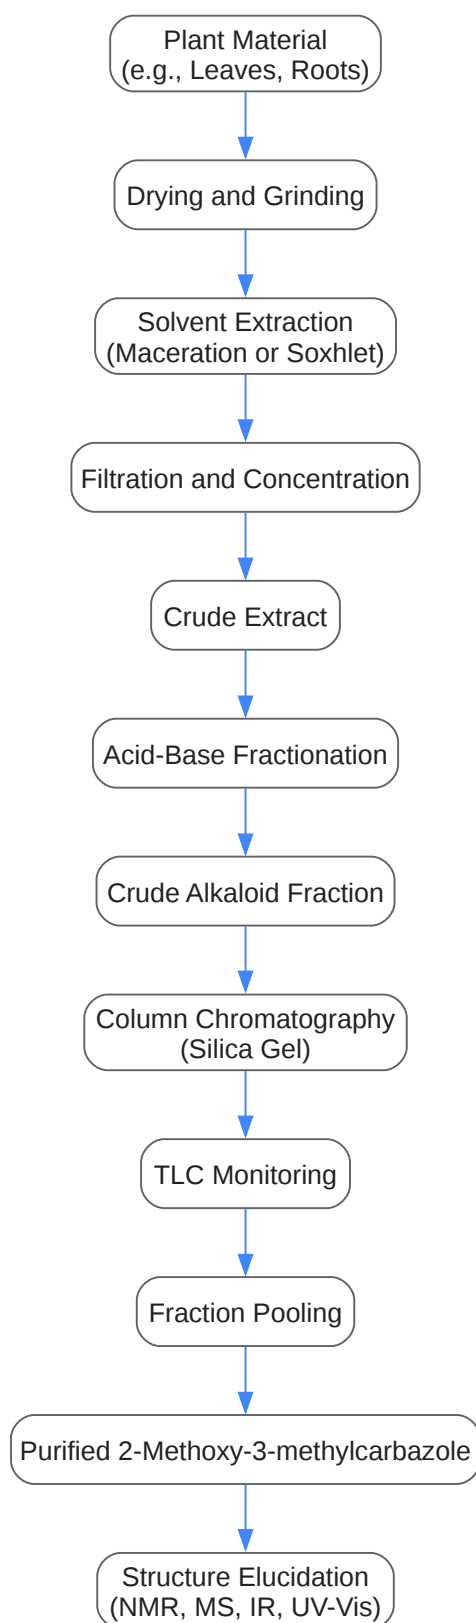 Plant Material
(e.g., Leaves, Roots)
Drying and Grinding
Solvent Extraction
(Maceration or Soxhlet)
Filtration and Concentration
Crude Extract
Acid-Base Fractionation
Crude Alkaloid Fraction
Column Chromatography
(Silica Gel)
TLC Monitoring
Fraction Pooling
Purified 2-Methoxy-3-methylcarbazole
Structure Elucidation
(NMR, MS, IR, UV-Vis)